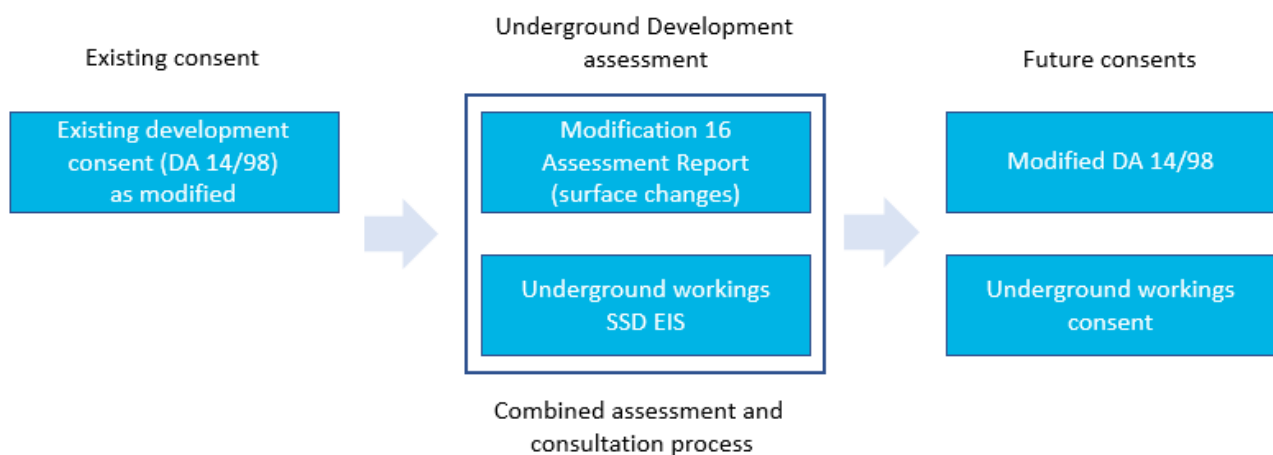 Existing consent
Existing development
consent (DA 14/98)
as modified
Underground Development
assessment
Modification 16
Assessment Report
(surface changes)
Underground workings
SSD EIS
Combined assessment and
consultation process
Future consents
Modified DA 14/98
Underground workings
consent